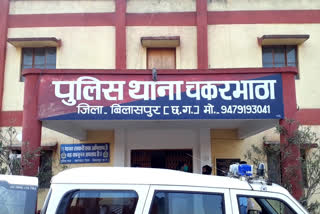 पुलिस थाना चकरभाठा
जिला- बिलासपुर [छ.ग.] मो.. 9479193041